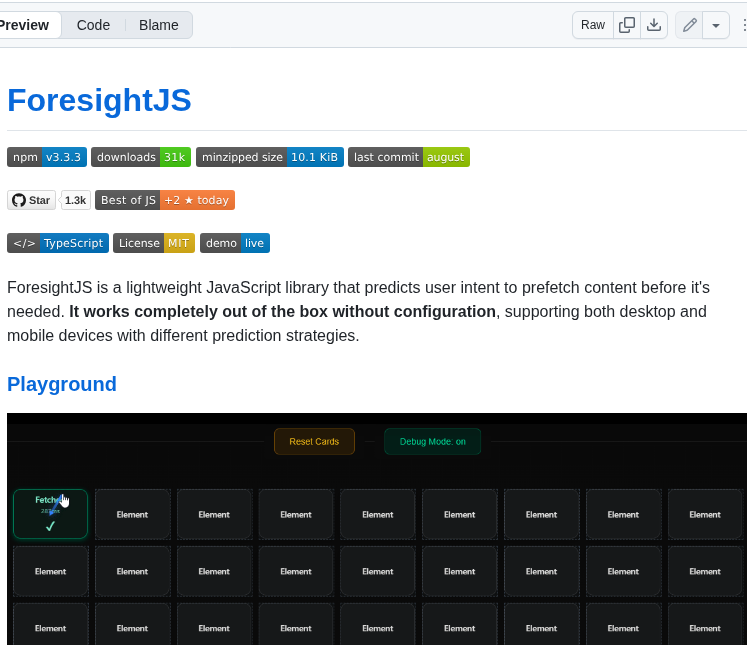 Preview Code Blame Raw
ForesightJS
npm v3.3.3 downloads 31k minzipped size 10.1 KiB last commit august
Star 1.3k Best of JS +2 ★ today
</> TypeScript License MIT demo live
ForesightJS is a lightweight JavaScript library that predicts user intent to prefetch content before it's
needed. It works completely out of the box without configuration, supporting both desktop and
mobile devices with different prediction strategies.
Playground
Reset Cards Debug Mode: on
Element Element Element Element Element Element Element Element
Element Element Element Element Element Element Element Element Element
Element Element Element Element Element Element Element Element Element